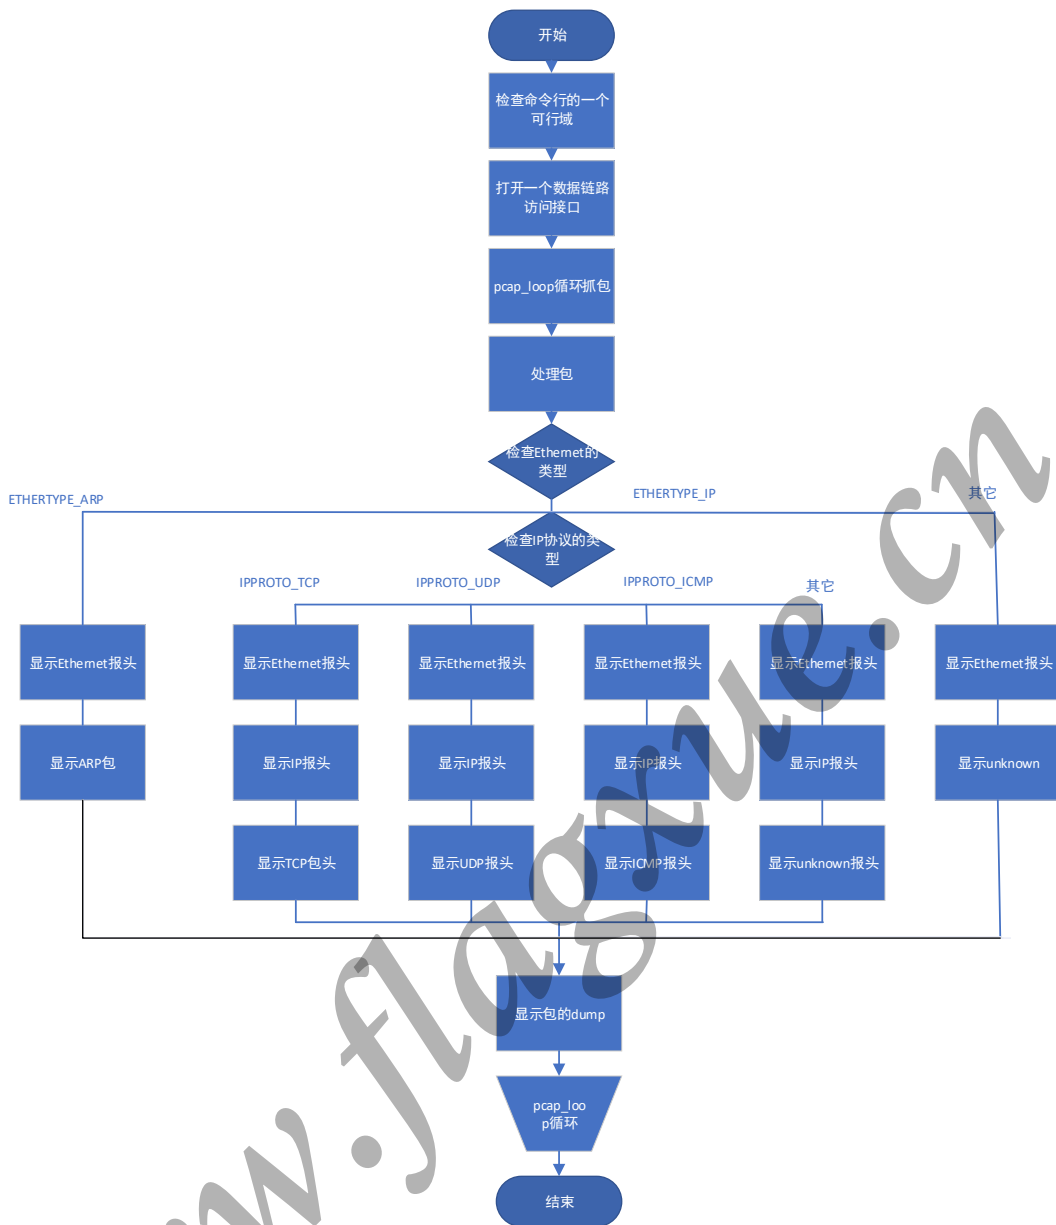 开始
检查命令行的一个
可行域
打开一个数据链路
访问接口
pcap_loop循环抓包
处理包
检查Ethernet的
类型
ETHERTYPE_ARP
ETHERTYPE_IP
其它
检查IP协议的类
型
IPPROTO_TCP
IPPROTO_UDP
IPPROTO_ICMP
其它
显示Ethernet报头
显示Ethernet报头
显示Ethernet报头
显示Ethernet报头
显示Ethernet报头
显示Ethernet报头
显示ARP包
显示IP报头
显示IP报头
显示IP报头
显示IP报头
显示unknown
显示TCP包头
显示UDP报头
显示ICMP报头
显示unknown报头
显示包的dump
pcap_loo
p循环
结束
w.flagxue.cn